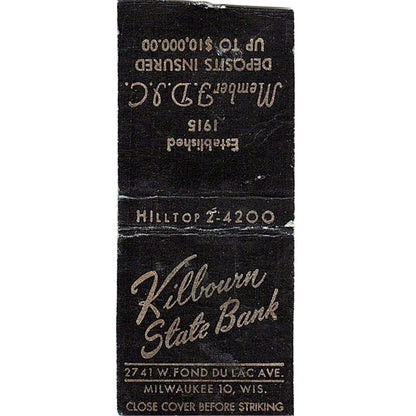 Established
1915
Member F.D.I.C.
DEPOSITS INSURED
UP TO $10,000.00
HILLTOP 2-4200
Kilbourn
State Bank
2741 W. FOND DU LAC AVE.
MILWAUKEE 10, WIS.
CLOSE COVER BEFORE STRIKING